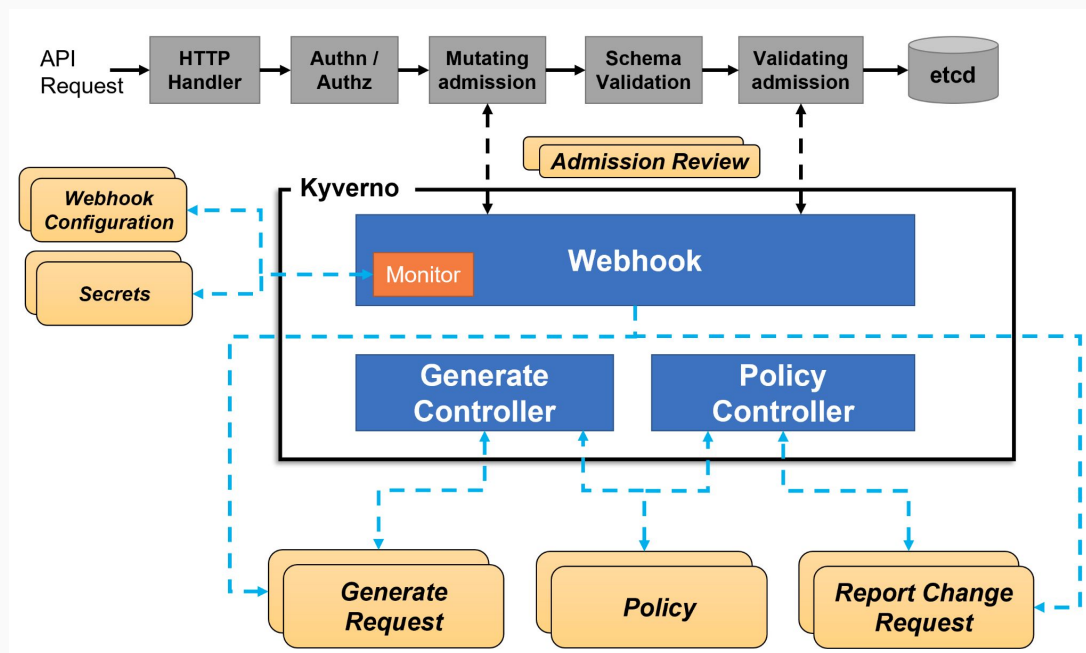 API
Request
HTTP
Handler
Authn /
Authz
Mutating
admission
Schema
Validation
Validating
admission
etcd
Admission Review
Kyverno
Webhook
Configuration
Secrets
Monitor
Webhook
Generate
Controller
Policy
Controller
Generate
Request
Policy
Report Change
Request